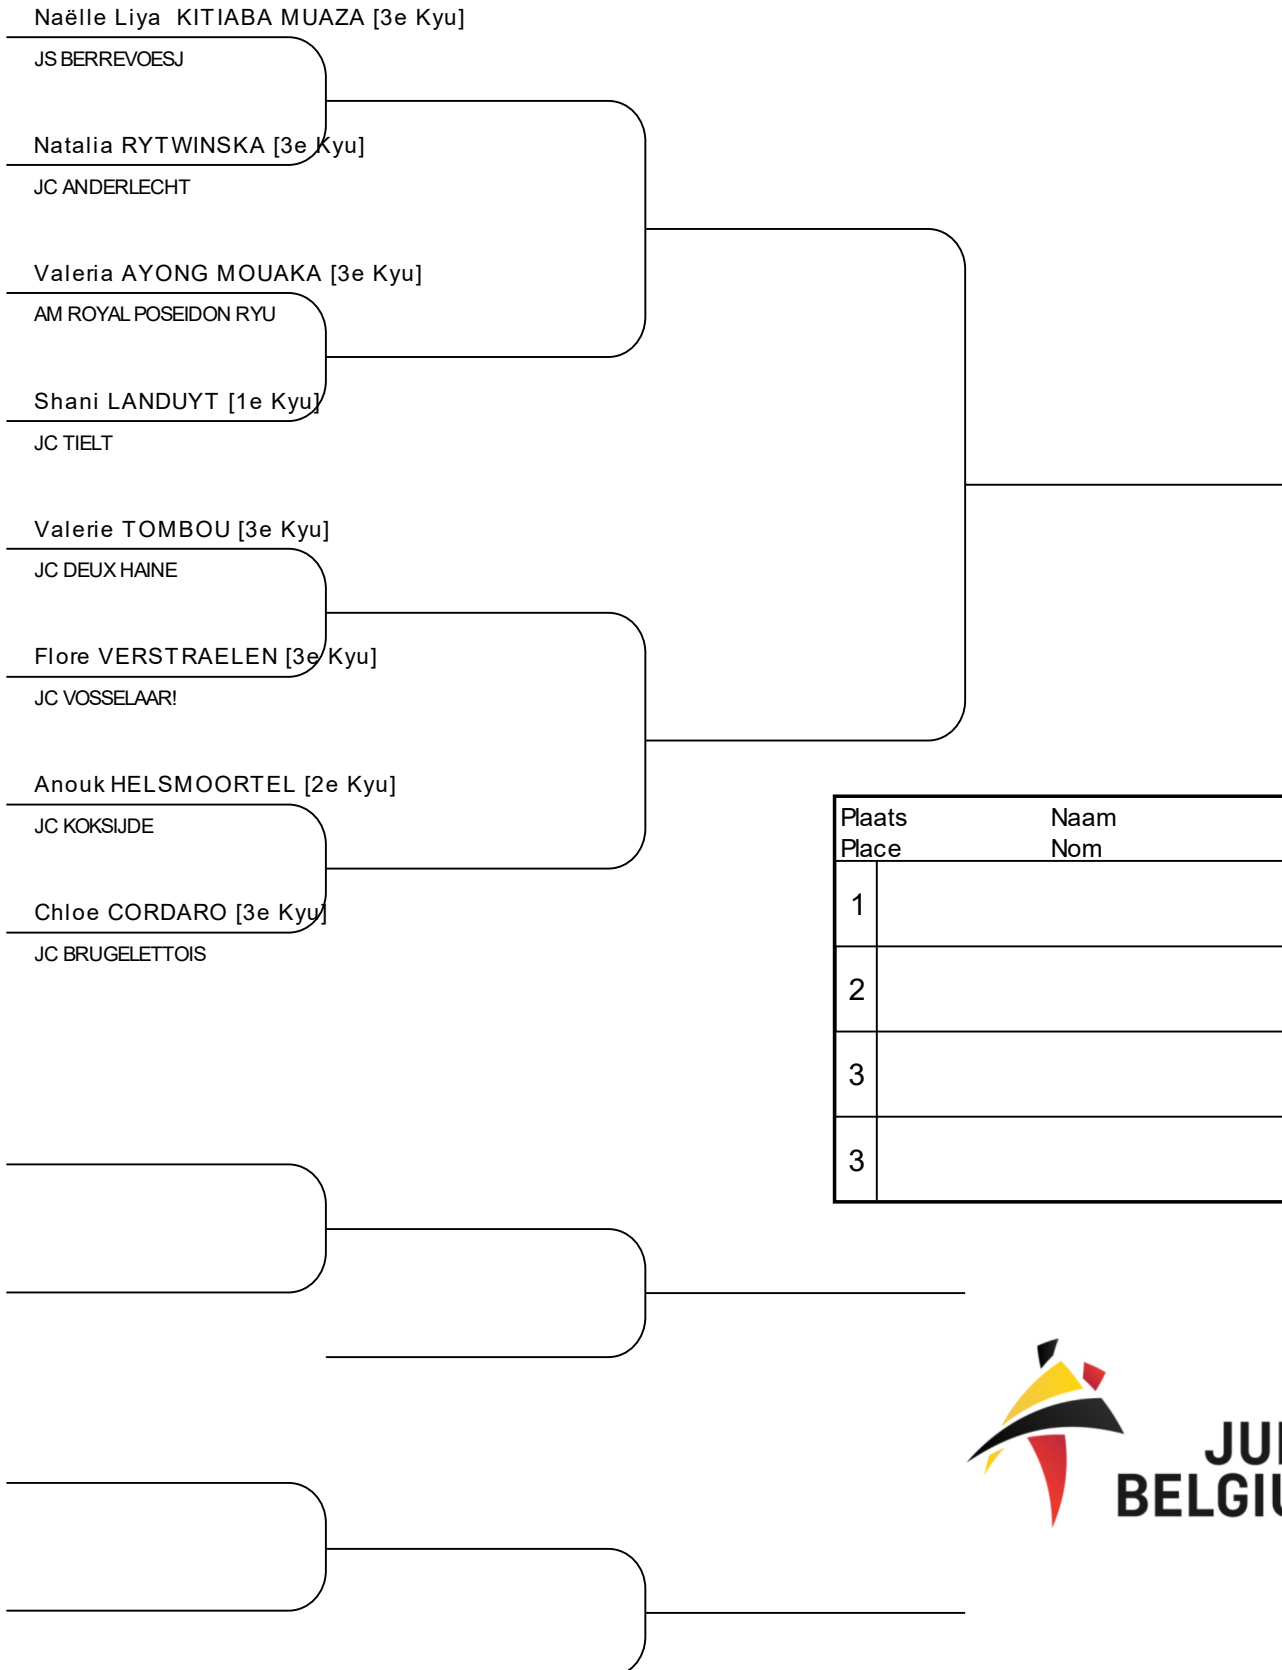 Naëlle Liya KITIABA MUAZA [3e Kyu]
JS BERREVOESJ
Natalia RYTWINSKA [3e Kyu]
JC ANDERLECHT
Valeria AYONG MOUAKA [3e Kyu]
AM ROYAL POSEIDON RYU
Shani LANDUYT [1e Kyu]
JC TIELT
Valerie TOMBOU [3e Kyu]
JC DEUX HAINE
Flore VERSTRAELEN [3e Kyu]
JC VOSSELAAR!
Anouk HELSMOORTEL [2e Kyu]
JC KOKSIJDE
Chloe CORDARO [3e Kyu]
JC BRUGELETTOIS
Plaats Naam
Place Nom
1
2
3
3